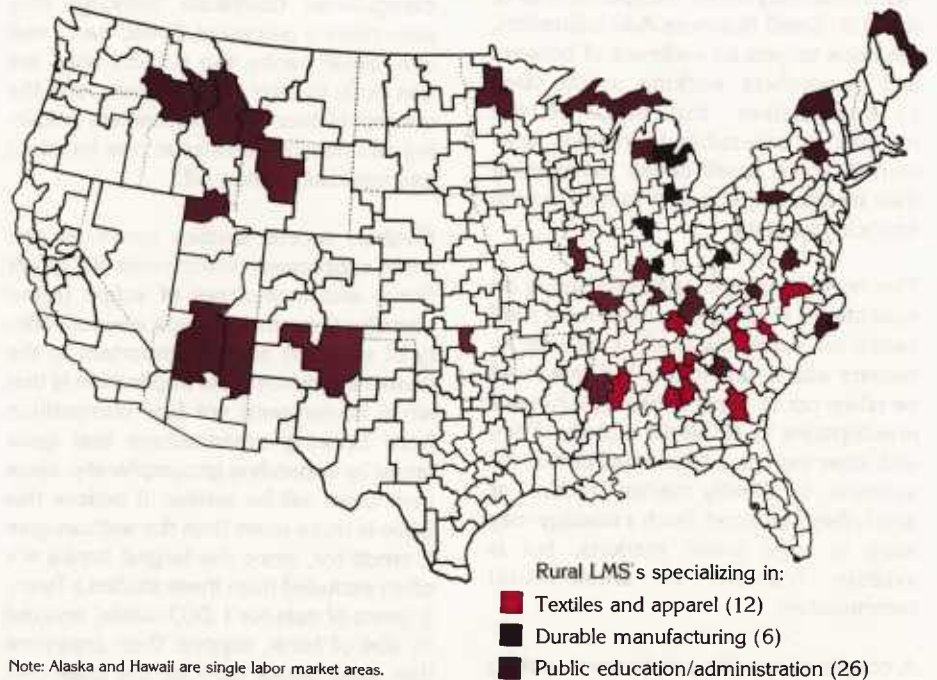 Rural LMS's specializing in:
Textiles and apparel (12)
Durable manufacturing (6)
Public education/administration (26)
Note: Alaska and Hawaii are single labor market areas.